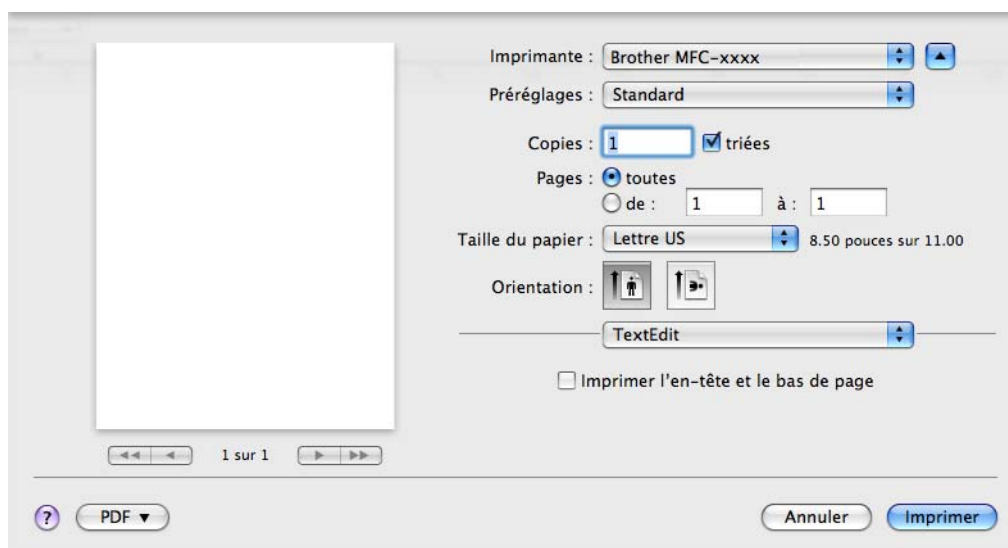 Imprimante : Brother MFC-xxxx
Préréglages : Standard
Copies : 1 triées
Pages : toutes
de : 1 à : 1
Taille du papier : Lettre US 8.50 pouces sur 11.00
Orientation :
TextEdit
Imprimer l'en-tête et le bas de page
1 sur 1
? PDF Annuler Imprimer